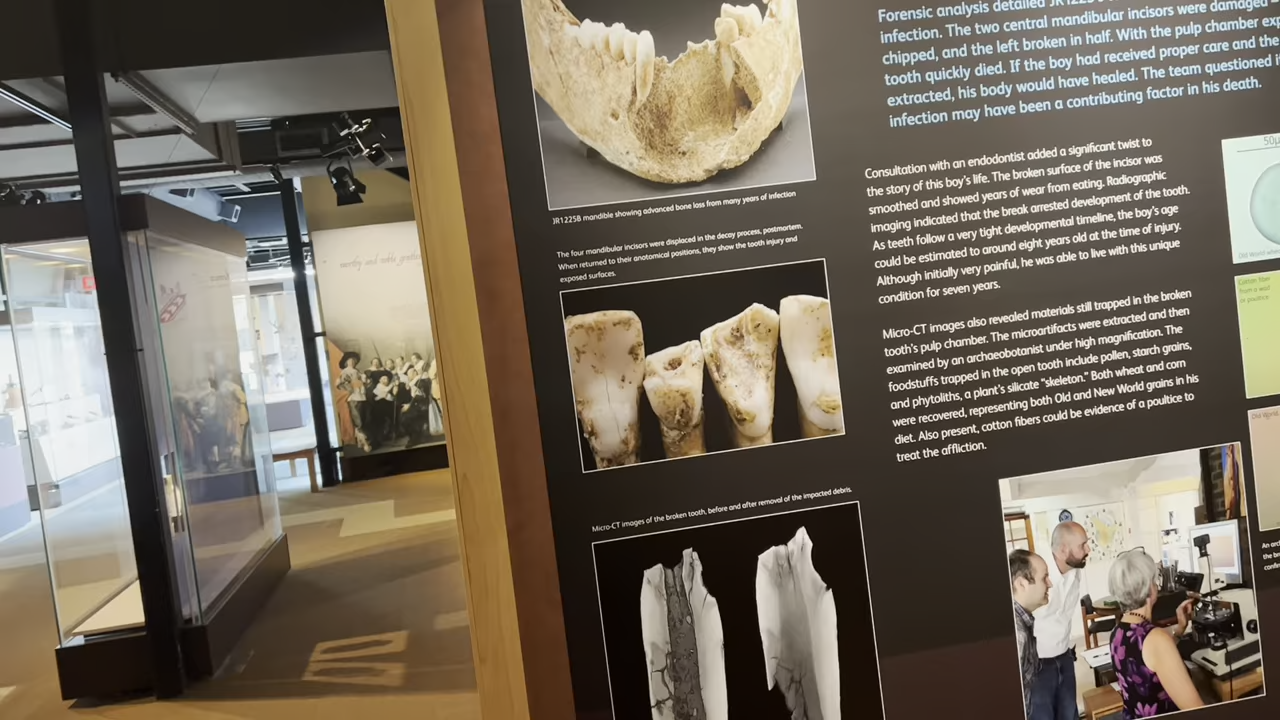 Forensic analysis detailed JR1225B
infection. The two central mandibular incisors were damaged
chipped, and the left broken in half. With the pulp chamber
tooth quickly died. If the boy had received proper care and the
extracted, his body would have healed. The team questioned
infection may have been a contributing factor in his death.
JR1225B mandible showing advanced bone loss from many years of infection
The four mandibular incisors were displaced in the decay process, postmortem.
When returned to their anatomical positions, they show the tooth injury and
exposed surfaces.
Micro-CT images of the broken tooth, before and after removal of the impacted debris.
Consultation with an endodontist added a significant twist to
the story of this boy's life. The broken surface of the incisor was
smoothed and showed years of wear from eating. Radiographic
imaging indicated that the break arrested development of the tooth.
As teeth follow a very tight developmental timeline, the boy's age
could be estimated to around eight years old at the time of injury.
Although initially very painful, he was able to live with this unique
condition for seven years.
Micro-CT images also revealed materials still trapped in the broken
tooth's pulp chamber. The microartifacts were extracted and then
examined by an archaeobotanist under high magnification. The
foodstuffs trapped in the open tooth include pollen, starch grains,
and phytoliths, a plant's silicate "skeleton." Both wheat and corn
were recovered, representing both Old and New World grains in his
diet. Also present, cotton fibers could be evidence of a poultice to
treat the affliction.
50μ
Old World
Cotton fiber
from a
or poultice
An
the
worthy and noble